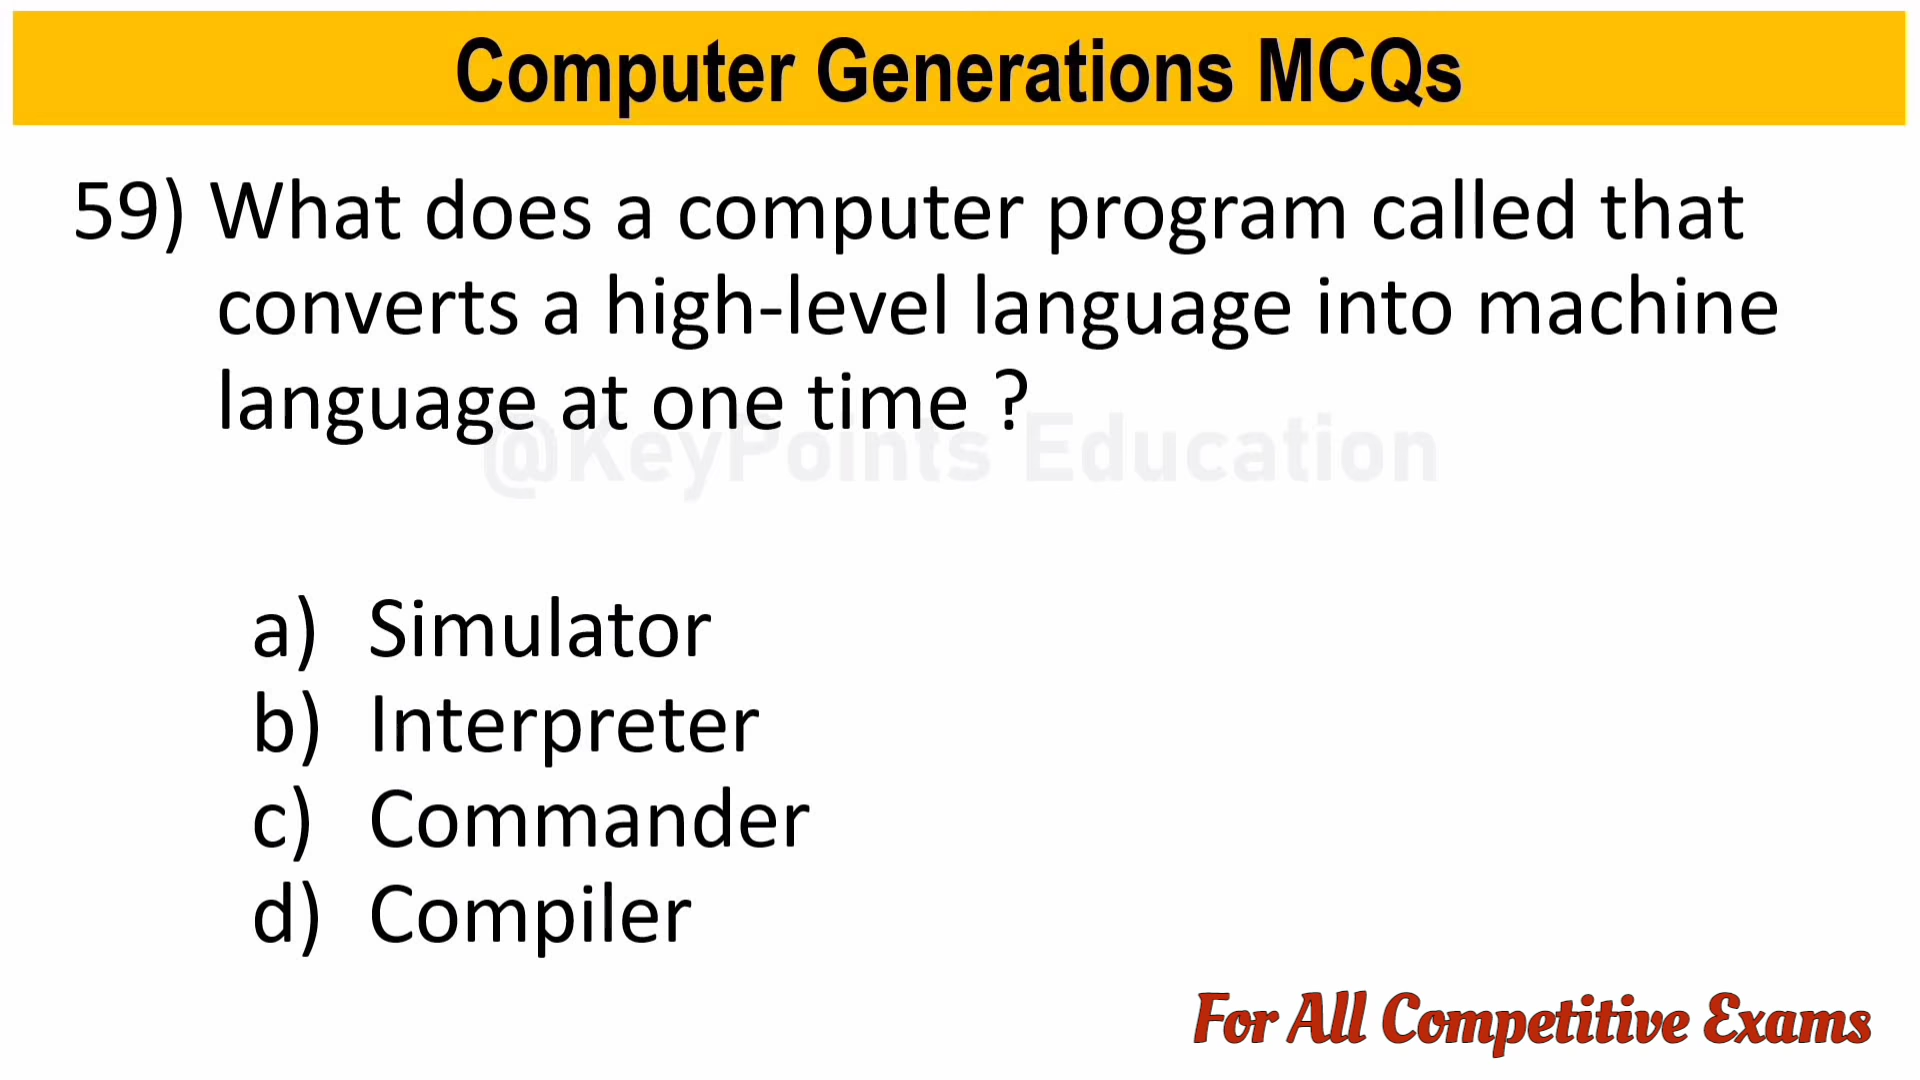 Computer Generations MCQs
59) What does a computer program called that
converts a high-level language into machine
language at one time ?
@KeyPoints Education
a) Simulator
b) Interpreter
c) Commander
d) Compiler
For All Competitive Exams